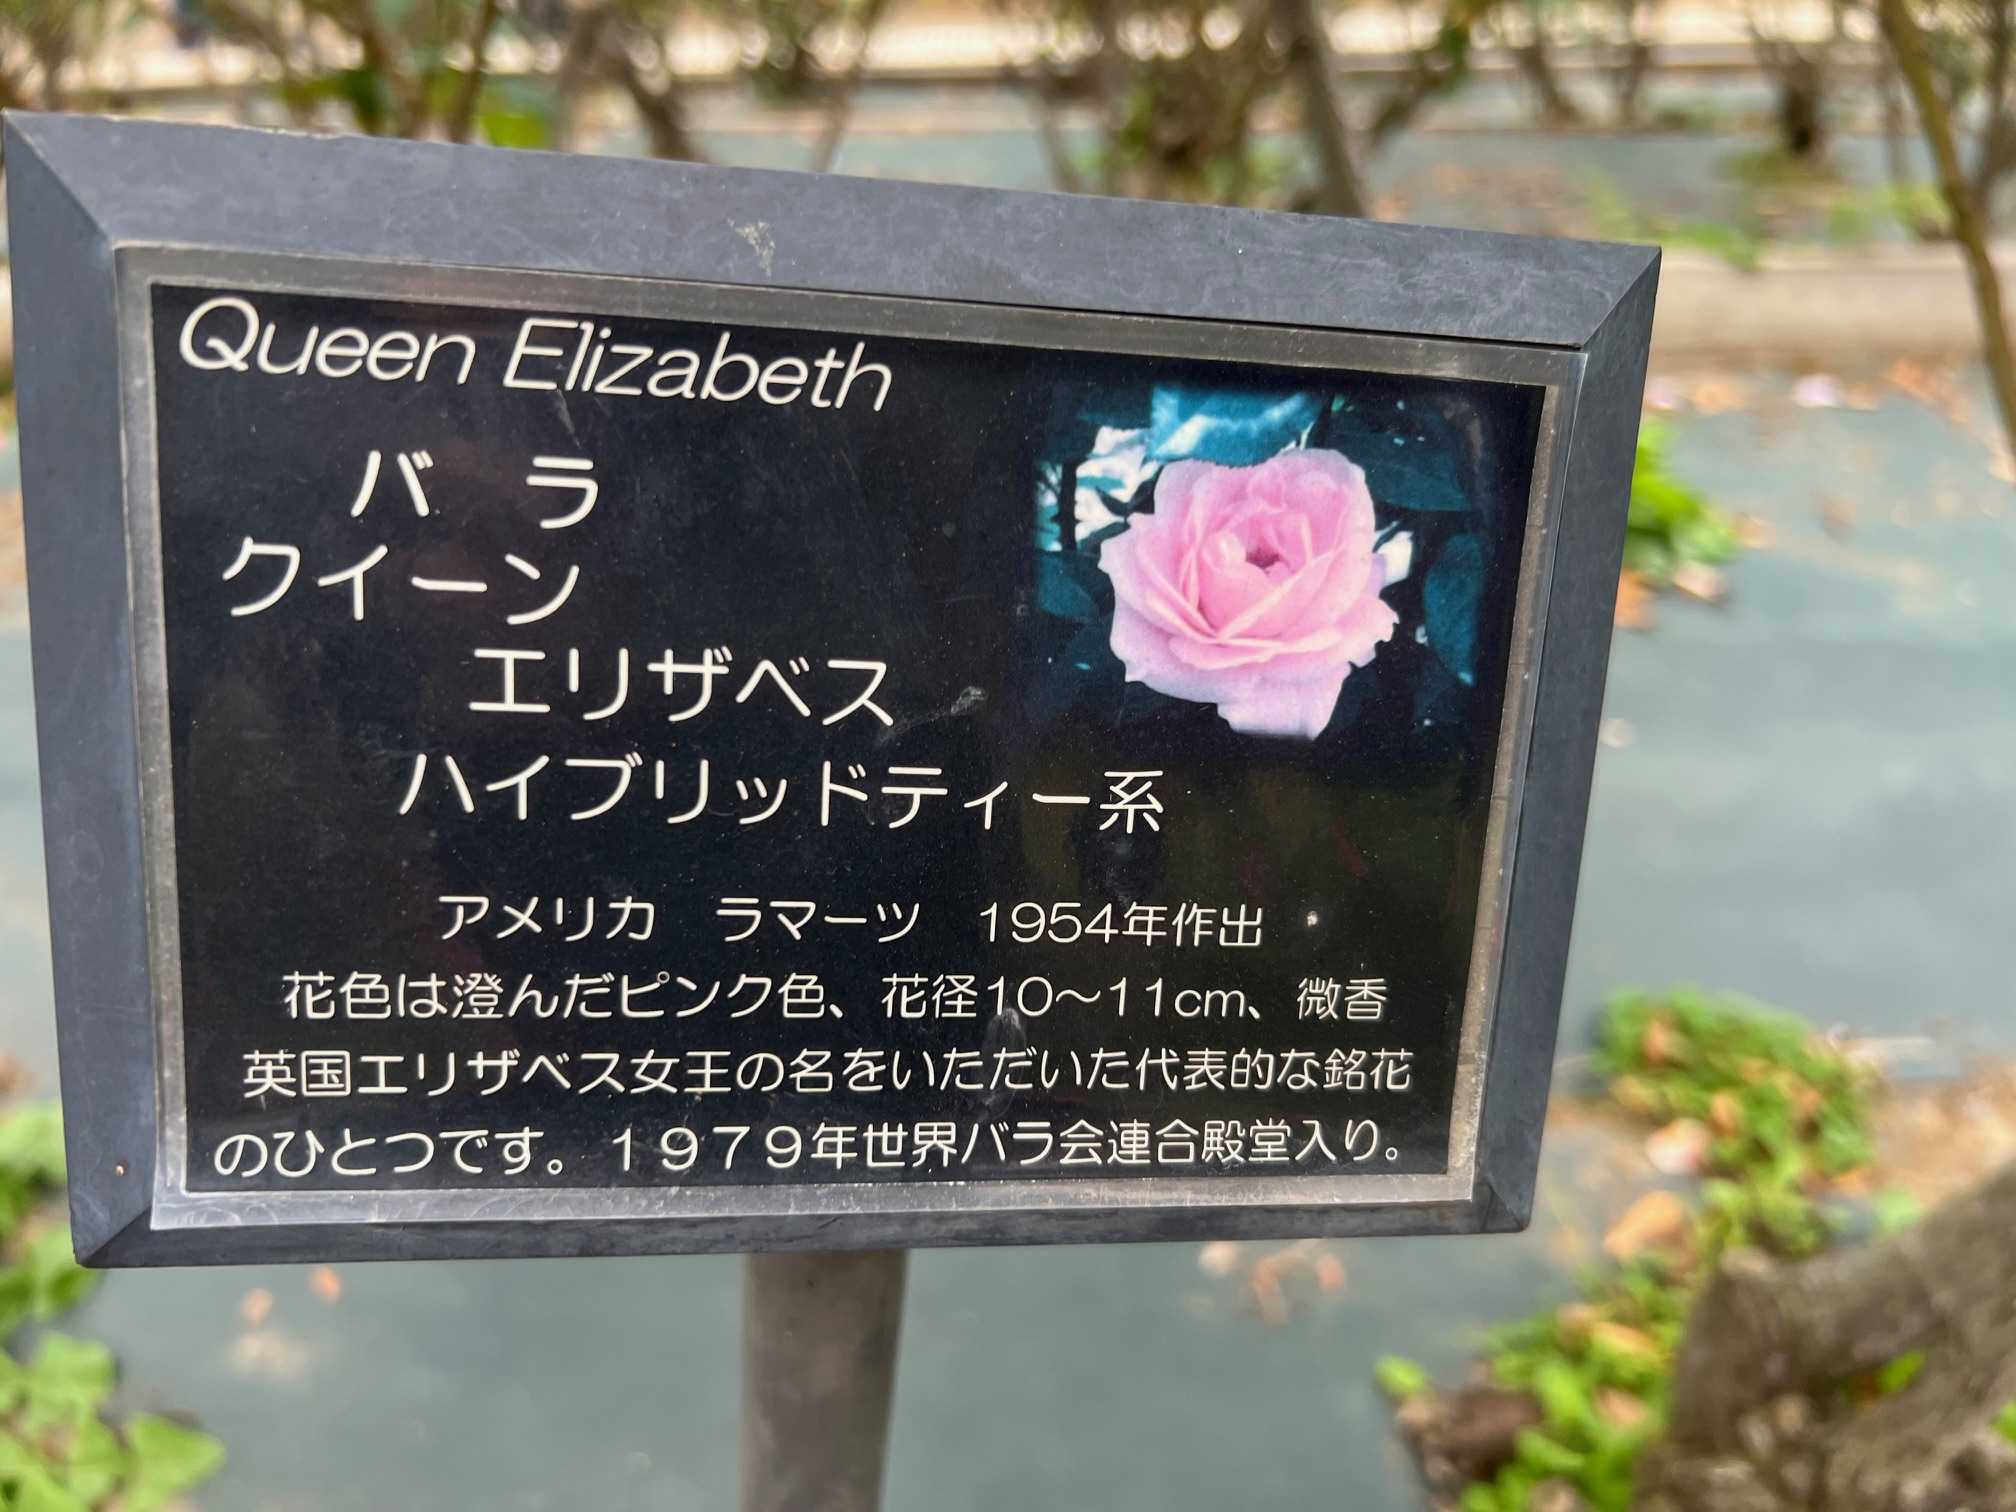 Queen Elizabeth
バ　ラ
クイーン
エリザベス
ハイブリッドティー系
アメリカ　ラマーツ　1954年作出
花色は澄んだピンク色、花径10～11cm、微香
英国エリザベス女王の名をいただいた代表的な銘花
のひとつです。１９７９年世界バラ会連合殿堂入り。